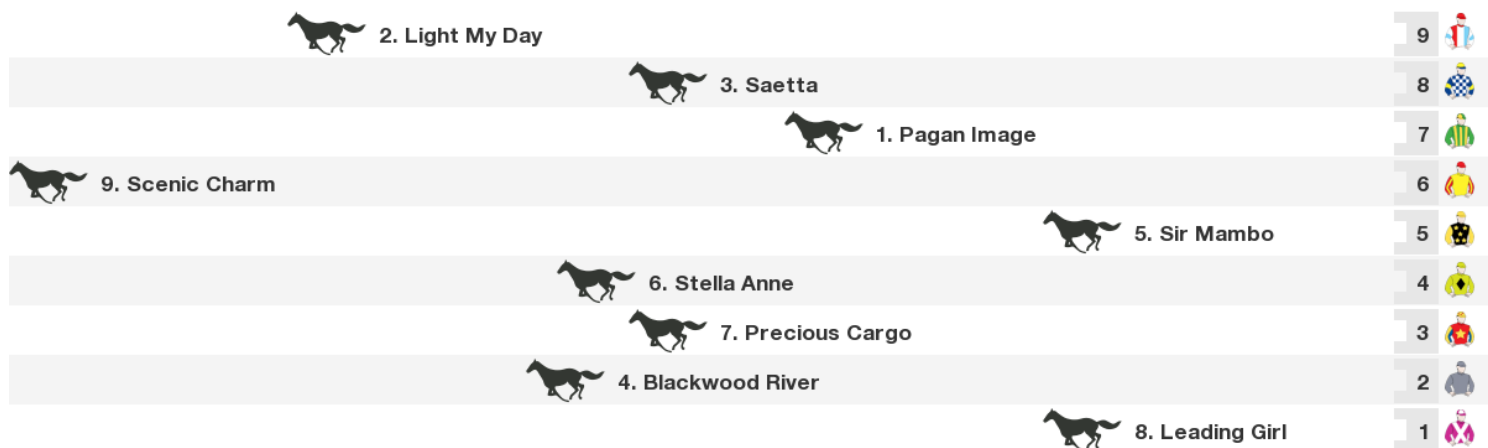 2. Light My Day 9
3. Saetta 8
1. Pagan Image 7
9. Scenic Charm 6
5. Sir Mambo 5
6. Stella Anne 4
7. Precious Cargo 3
4. Blackwood River 2
8. Leading Girl 1